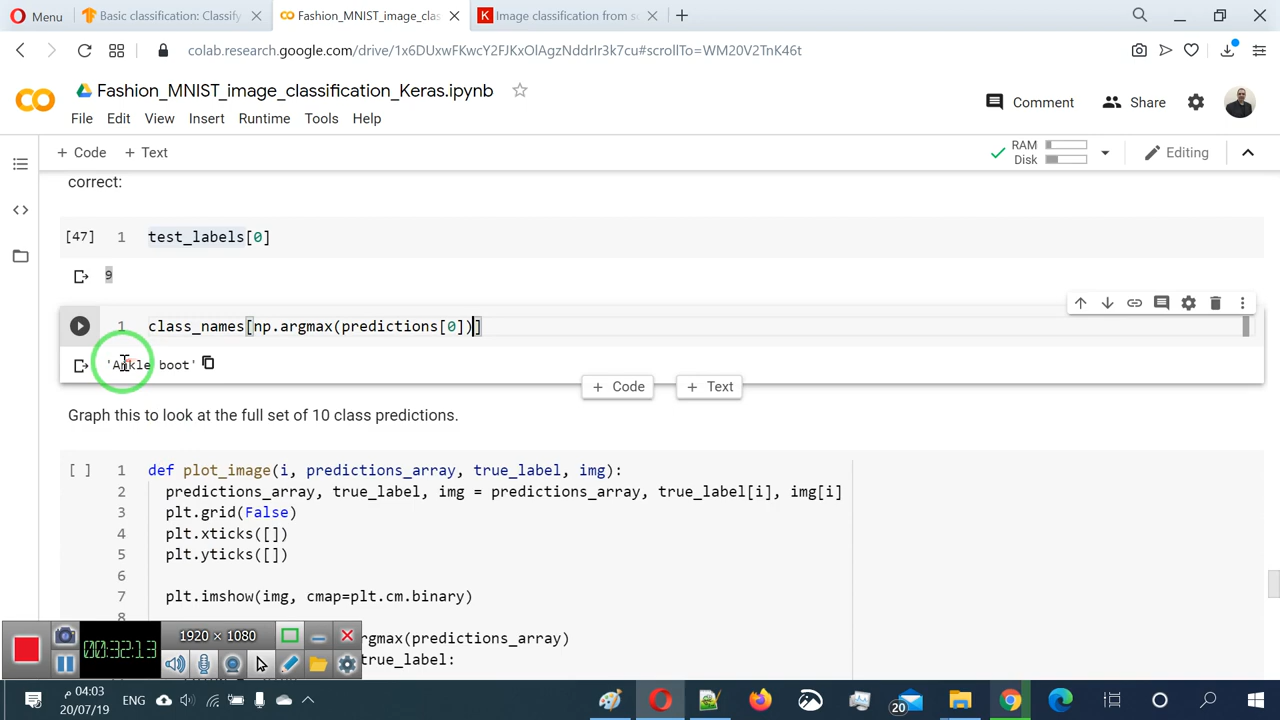 Menu
Basic classification: Classify
Fashion_MNIST_image_clas
Image classification from s
colab.research.google.com/drive/1x6DUxwFKwcY2FJKxOlAgzNddrIr3k7cu#scrollTo=WM20V2TnK46t
Fashion_MNIST_image_classification_Keras.ipynb
Comment
Share
File Edit View Insert Runtime Tools Help
+ Code + Text
RAM
Disk
Editing
correct:
[47] 1 test_labels[0]
9
1 class_names[np.argmax(predictions[0])]
'Ankle boot'
+ Code
+ Text
Graph this to look at the full set of 10 class predictions.
[ ] 1 def plot_image(i, predictions_array, true_label, img):
2 predictions_array, true_label, img = predictions_array, true_label[i], img[i]
3 plt.grid(False)
4 plt.xticks([])
5 plt.yticks([])
6
7 plt.imshow(img, cmap=plt.cm.binary)
8
rgmax(predictions_array)
true_label:
1920 × 1080
00:32:13
04:03 م
20/07/19
ENG
20